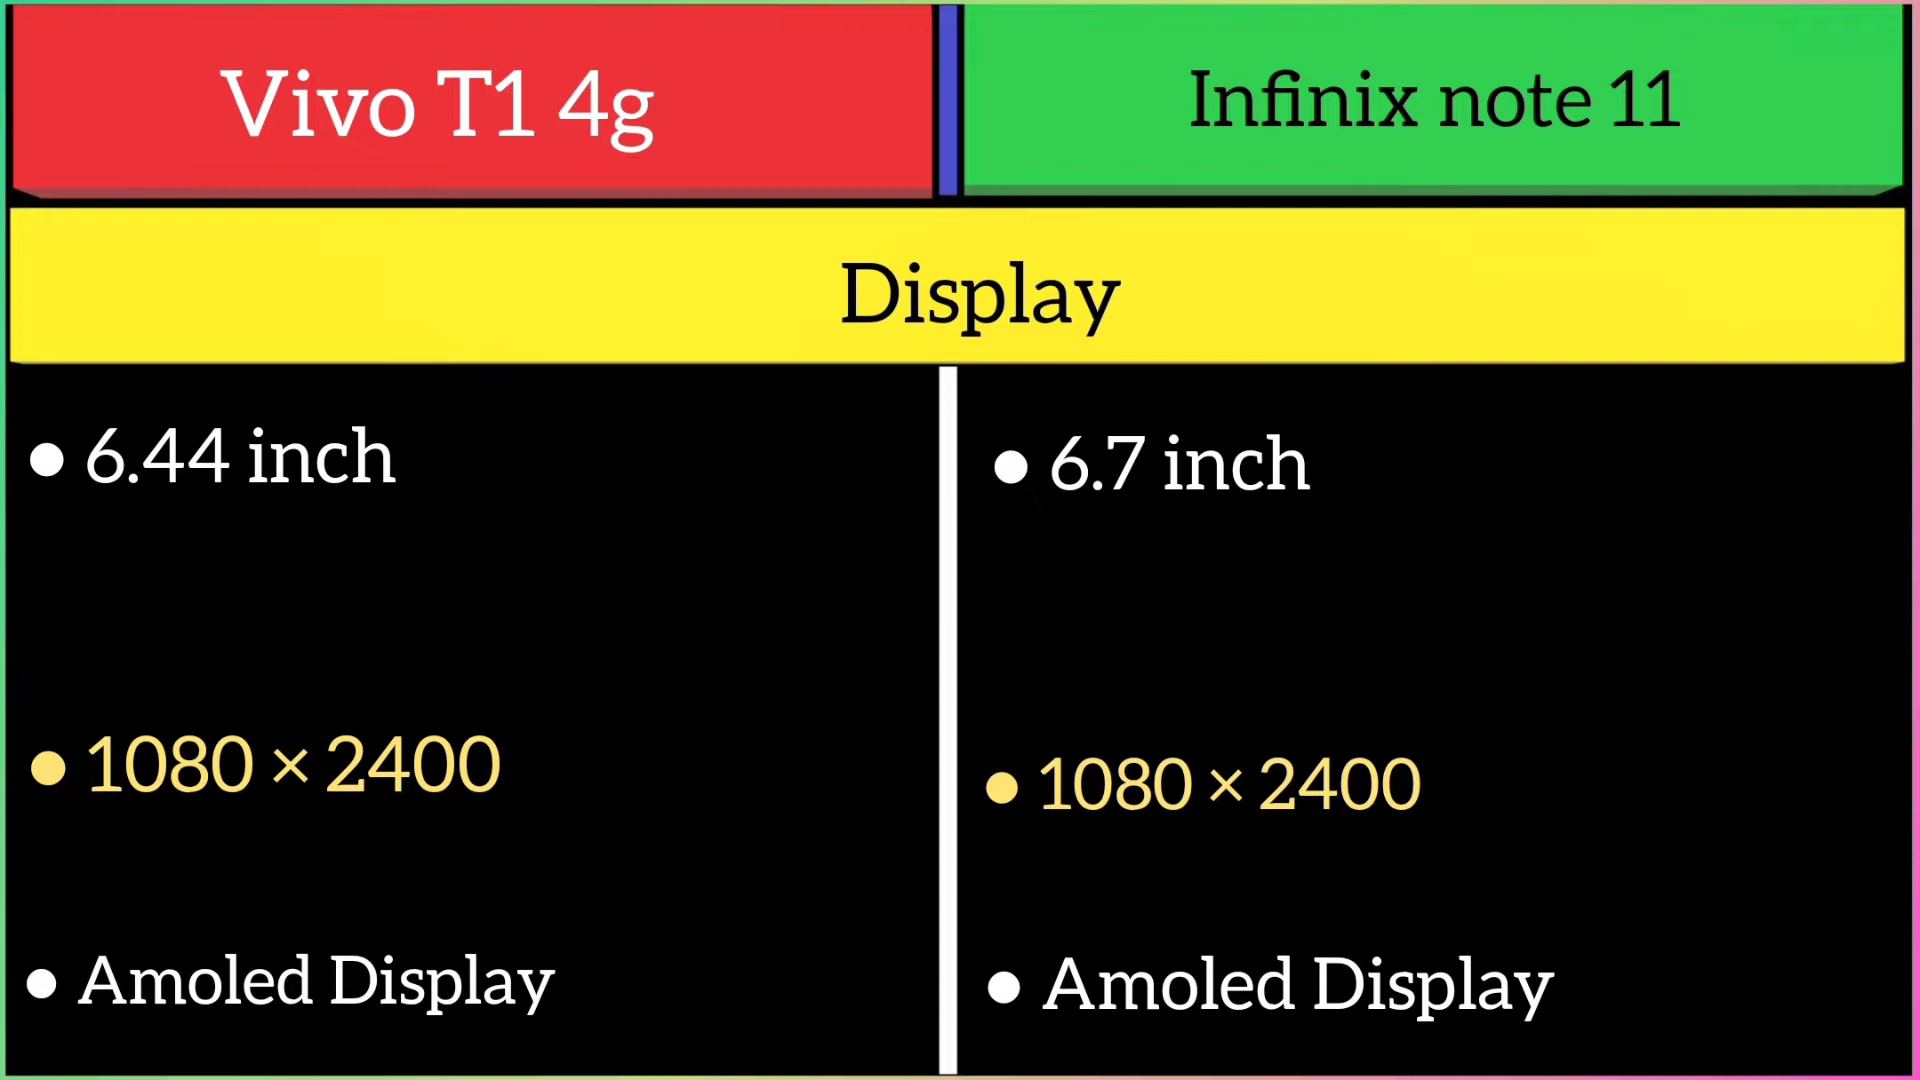 Vivo T1 4g
Infinix note 11
Display
● 6.44 inch
● 6.7 inch
● 1080 × 2400
● 1080 × 2400
● Amoled Display
● Amoled Display